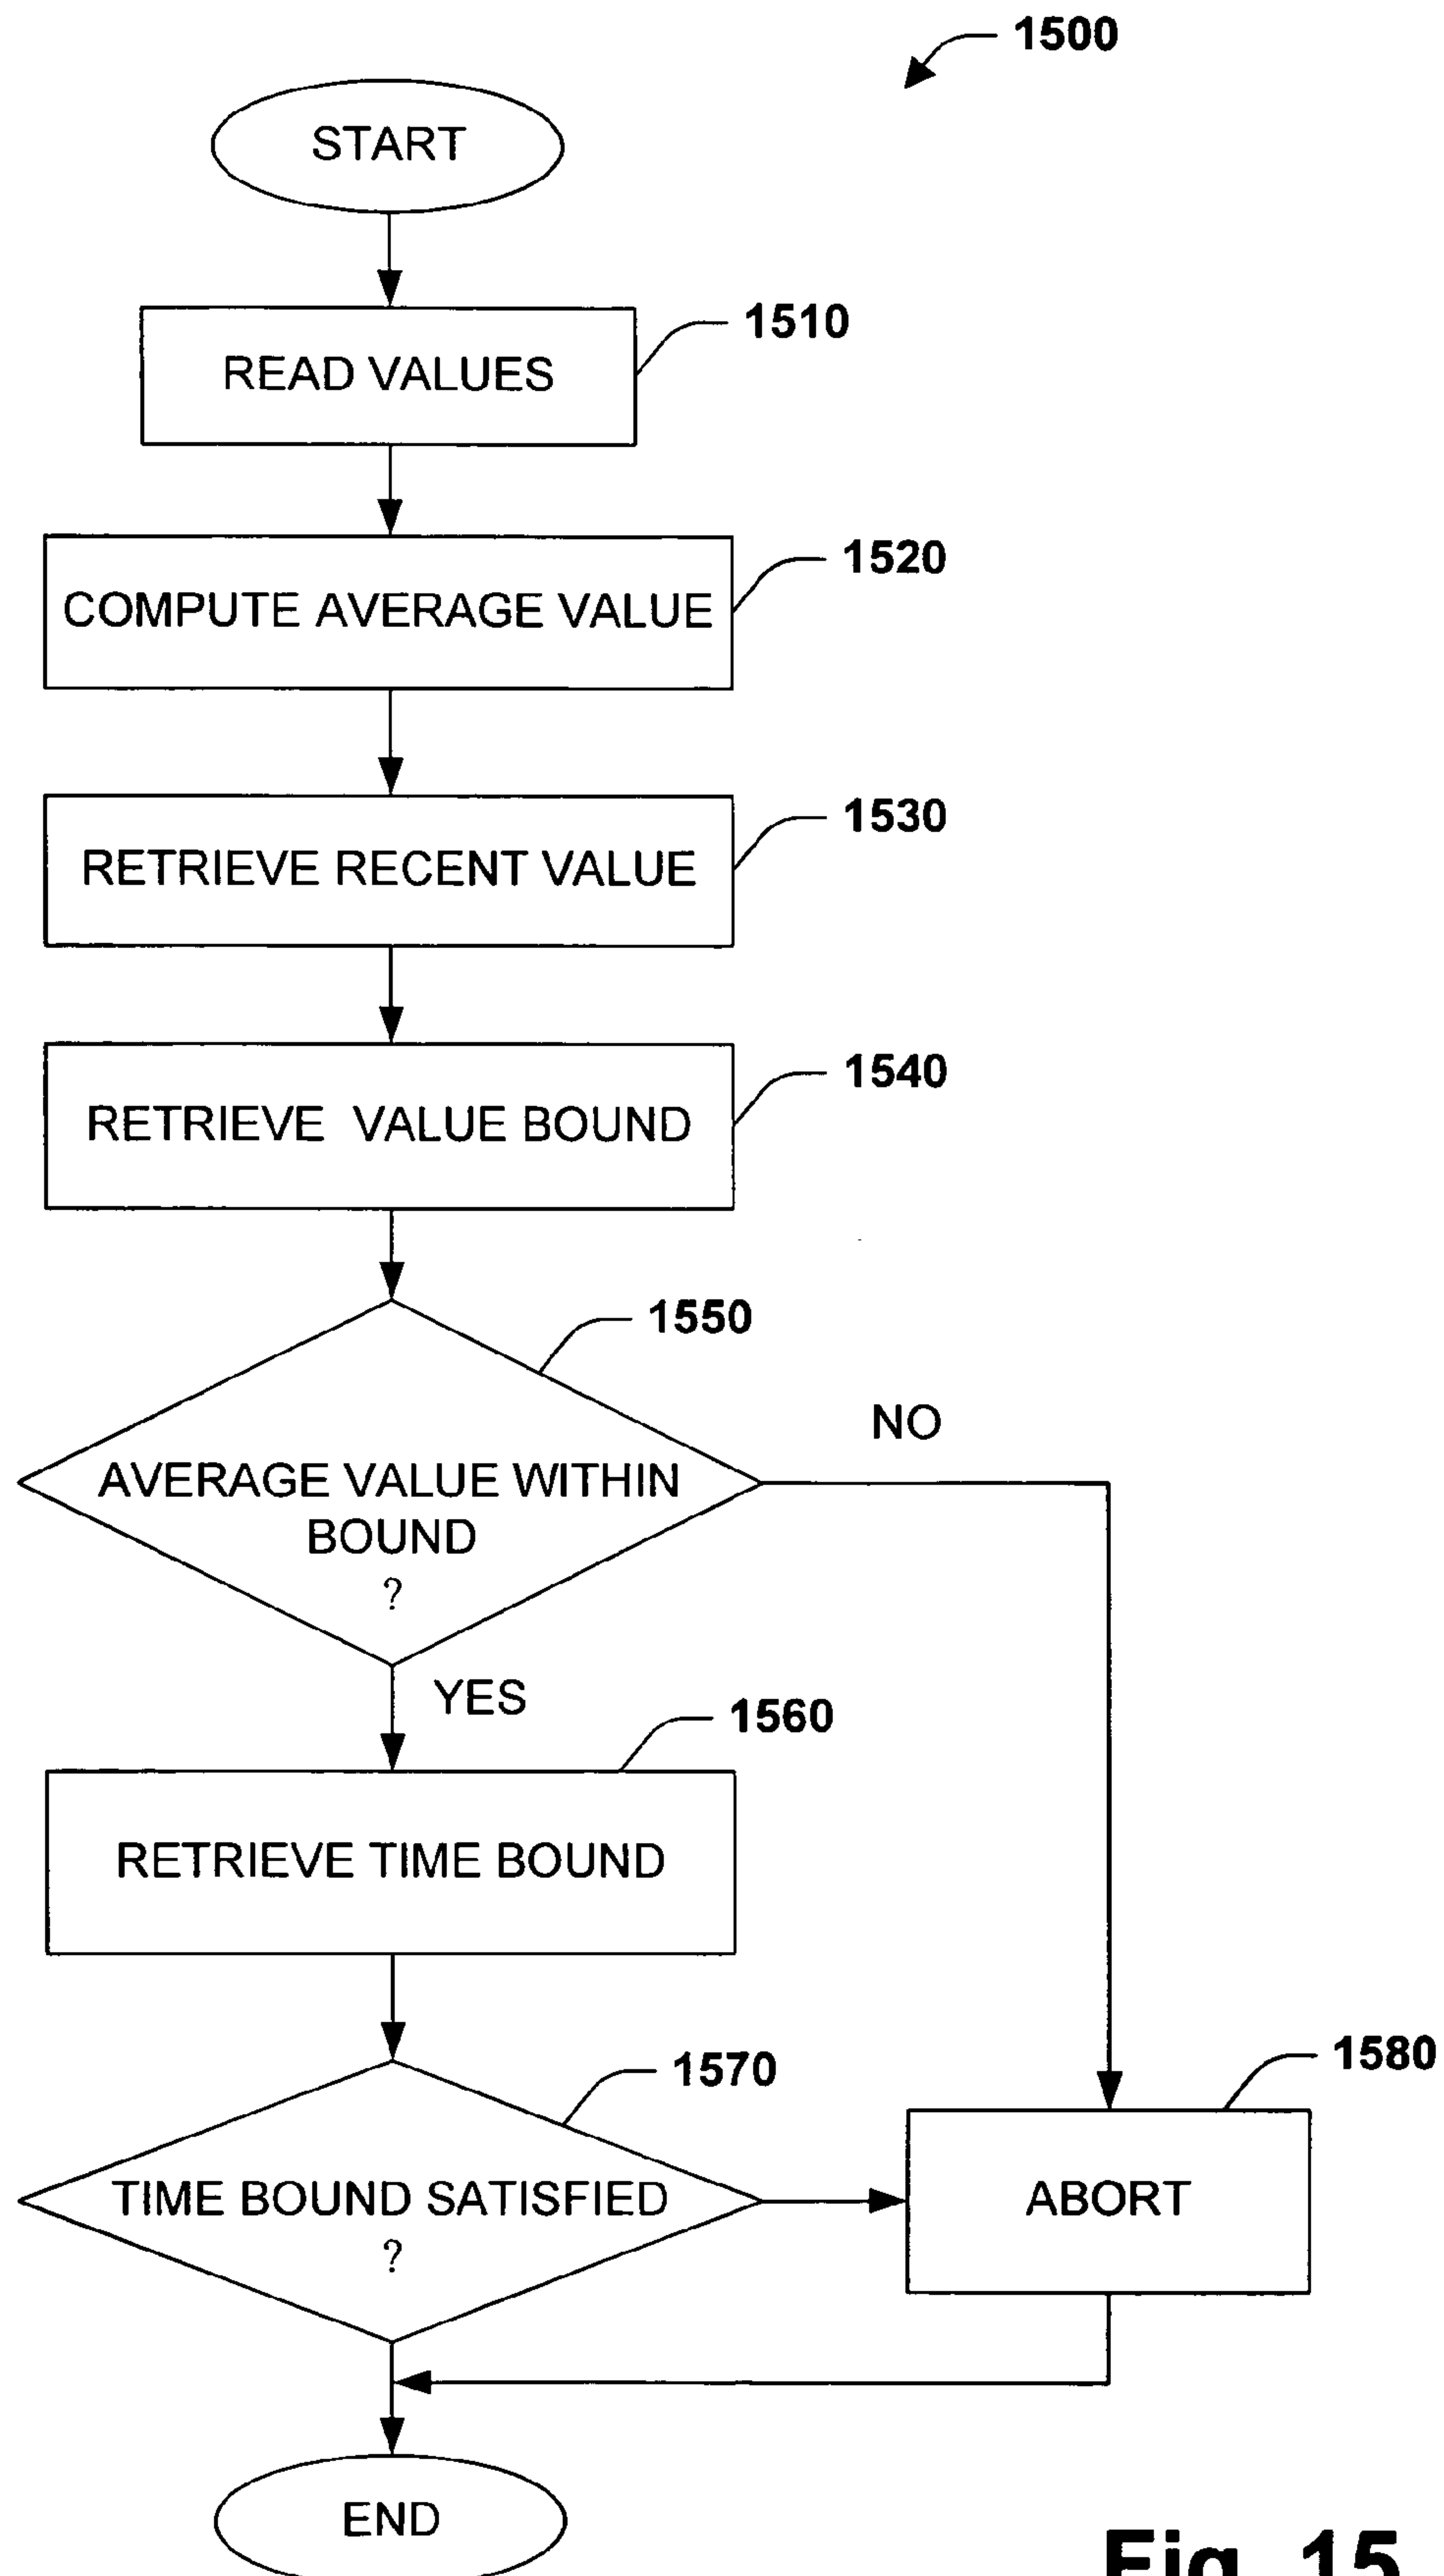 1500
START
1510
READ VALUES
1520
COMPUTE AVERAGE VALUE
1530
RETRIEVE RECENT VALUE
1540
RETRIEVE VALUE BOUND
1550
NO
AVERAGE VALUE WITHIN
BOUND
?
YES
1560
RETRIEVE TIME BOUND
1570
1580
TIME BOUND SATISFIED
?
ABORT
END
Fig. 15